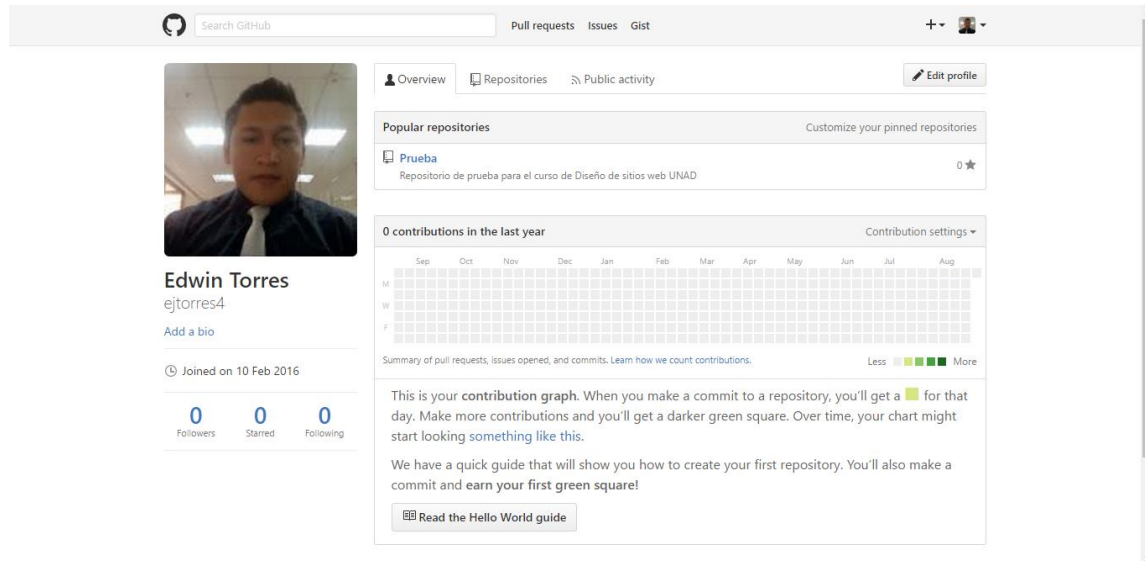 Search GitHub
Pull requests Issues Gist
Overview Repositories Public activity
Edit profile
Popular repositories
Customize your pinned repositories
Prueba
Repositorio de prueba para el curso de Diseño de sitios web UNAD
0
0 contributions in the last year
Contribution settings
Sep Oct Nov Dec Jan Feb Mar Apr May Jun Jul Aug
M
W
F
Summary of pull requests, issues opened, and commits. Learn how we count contributions.
Less More
This is your contribution graph. When you make a commit to a repository, you'll get a for that
day. Make more contributions and you'll get a darker green square. Over time, your chart might
start looking something like this.
We have a quick guide that will show you how to create your first repository. You'll also make a
commit and earn your first green square!
Read the Hello World guide
Edwin Torres
ejtorres4
Add a bio
Joined on 10 Feb 2016
0 0 0
Followers Starred Following